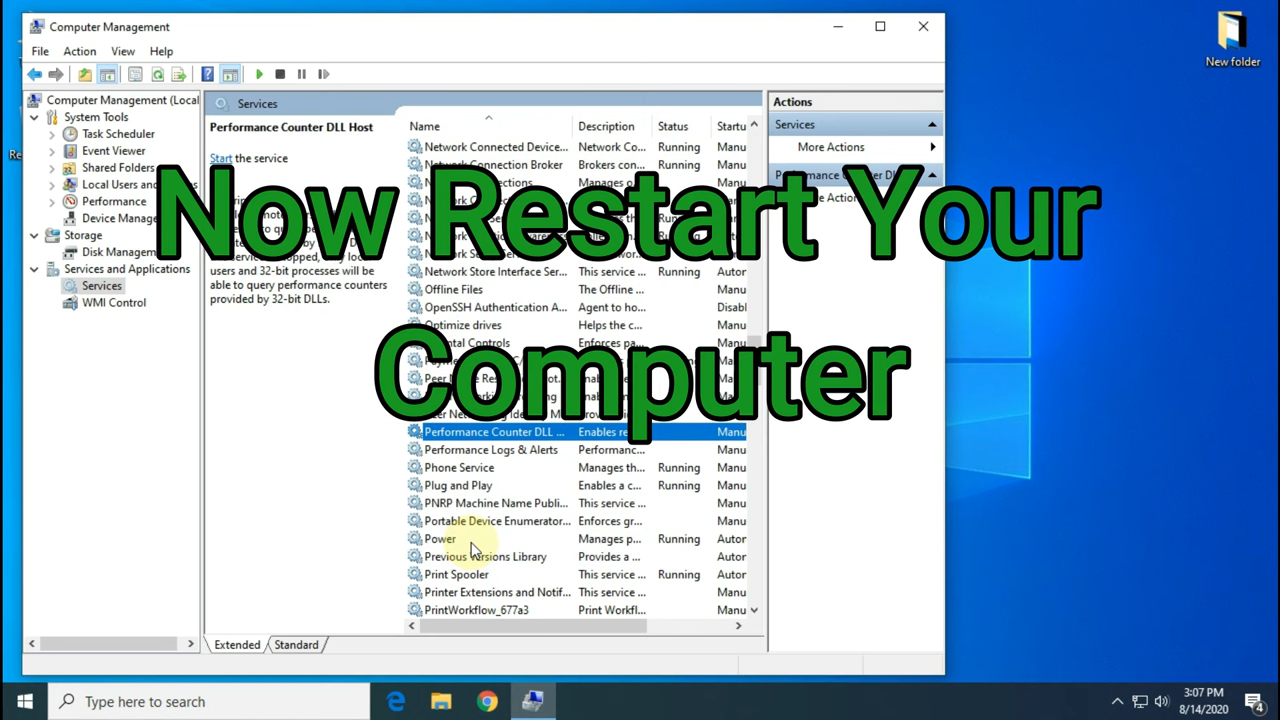 Computer Management
New folder
File Action View Help
Computer Management (Local
System Tools
Task Scheduler
Event Viewer
Shared Folders
Local Users and
Performance
Device Manage
Storage
Disk Managem
Services and Applications
Services
WMI Control
Services
Performance Counter DLL Host
Start the service
users and 32-bit processes will be
able to query performance counters
provided by 32-bit DLLs.
Name Description Status Startu
Network Connected Device... Network Co... Running Manu
Network Connection Broker Brokers con... Running Manu
Network Store Interface Ser... This service ... Running Autor
Offline Files The Offline ... Manu
OpenSSH Authentication A... Agent to ho... Disabl
Optimize drives Helps the c... Manu
Enforces pa... Manu
Performance Counter DLL ... Enables re Manu
Performance Logs & Alerts Performanc... Manu
Phone Service Manages th... Running Manu
Plug and Play Enables a c... Running Manu
PNRP Machine Name Publi... This service ... Manu
Portable Device Enumerator... Enforces gr... Manu
Power Manages p... Running Autor
Previous Versions Library Provides a ... Manu
Print Spooler This service ... Running Autor
Printer Extensions and Notif... This service ... Manu
PrintWorkflow_677a3 Print Workfl... Manu
Extended Standard
Actions
Services
More Actions
Now Restart Your
Computer
Type here to search
3:07 PM
8/14/2020
4